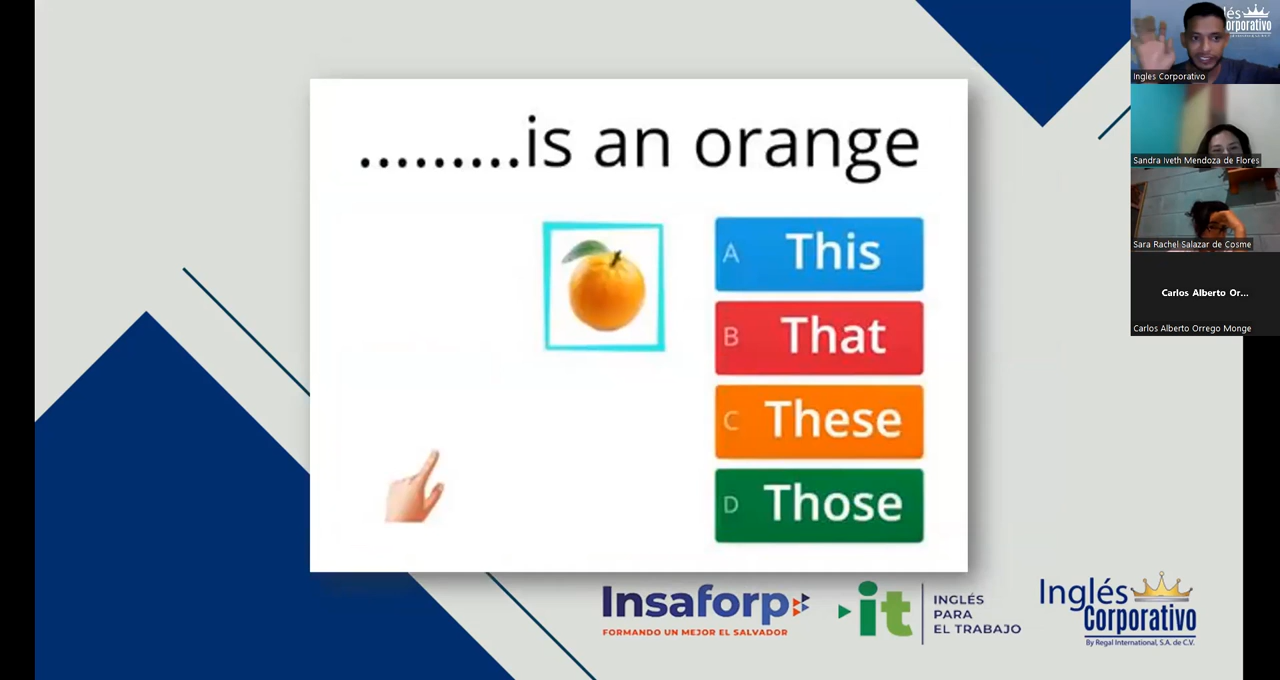 .........is an orange
A This
B That
C These
D Those
Insaforp
FORMANDO UN MEJOR EL SALVADOR
it
INGLÉS
PARA
EL TRABAJO
Inglés
Corporativo
By Regal International, S.A. de C.V.
lés
orporativo
Ingles Corporativo
Sandra Iveth Mendoza de Flores
Sara Rachel Salazar de Cosme
Carlos Alberto Or...
Carlos Alberto Orrego Monge